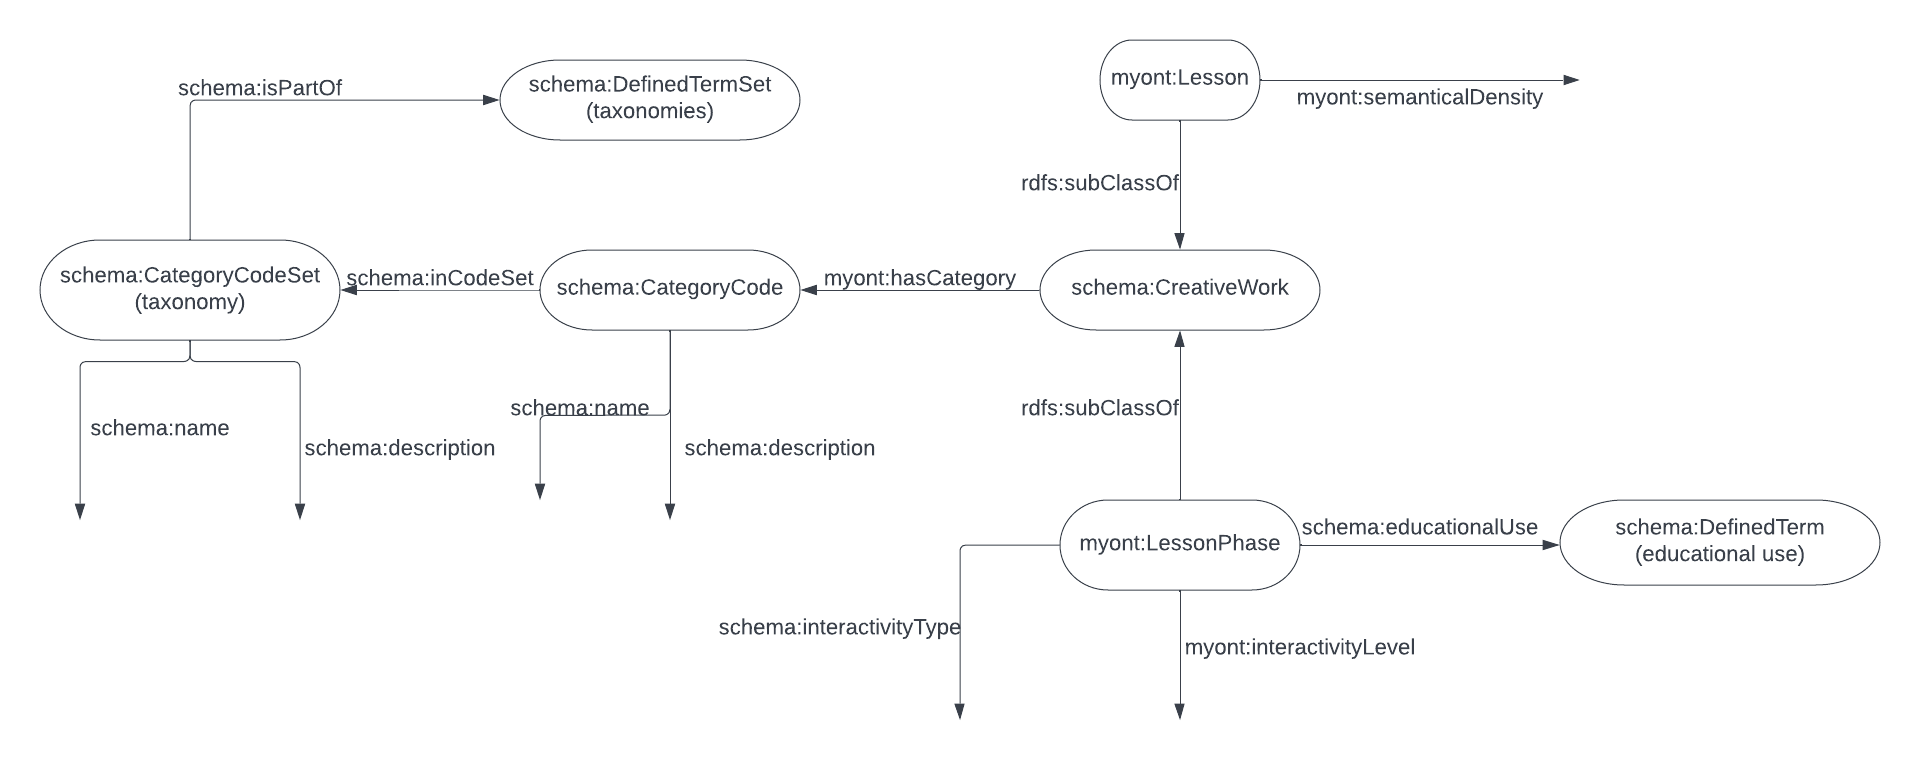 schema:isPartOf
schema:DefinedTermSet
(taxonomies)
myont:Lesson
myont:semanticalDensity
rdfs:subClassOf
schema:CategoryCodeSet
(taxonomy)
schema:inCodeSet
schema:CategoryCode
myont:hasCategory
schema:CreativeWork
schema:name
schema:description
schema:name
schema:description
rdfs:subClassOf
myont:LessonPhase
schema:educationalUse
schema:DefinedTerm
(educational use)
schema:interactivityType
myont:interactivityLevel